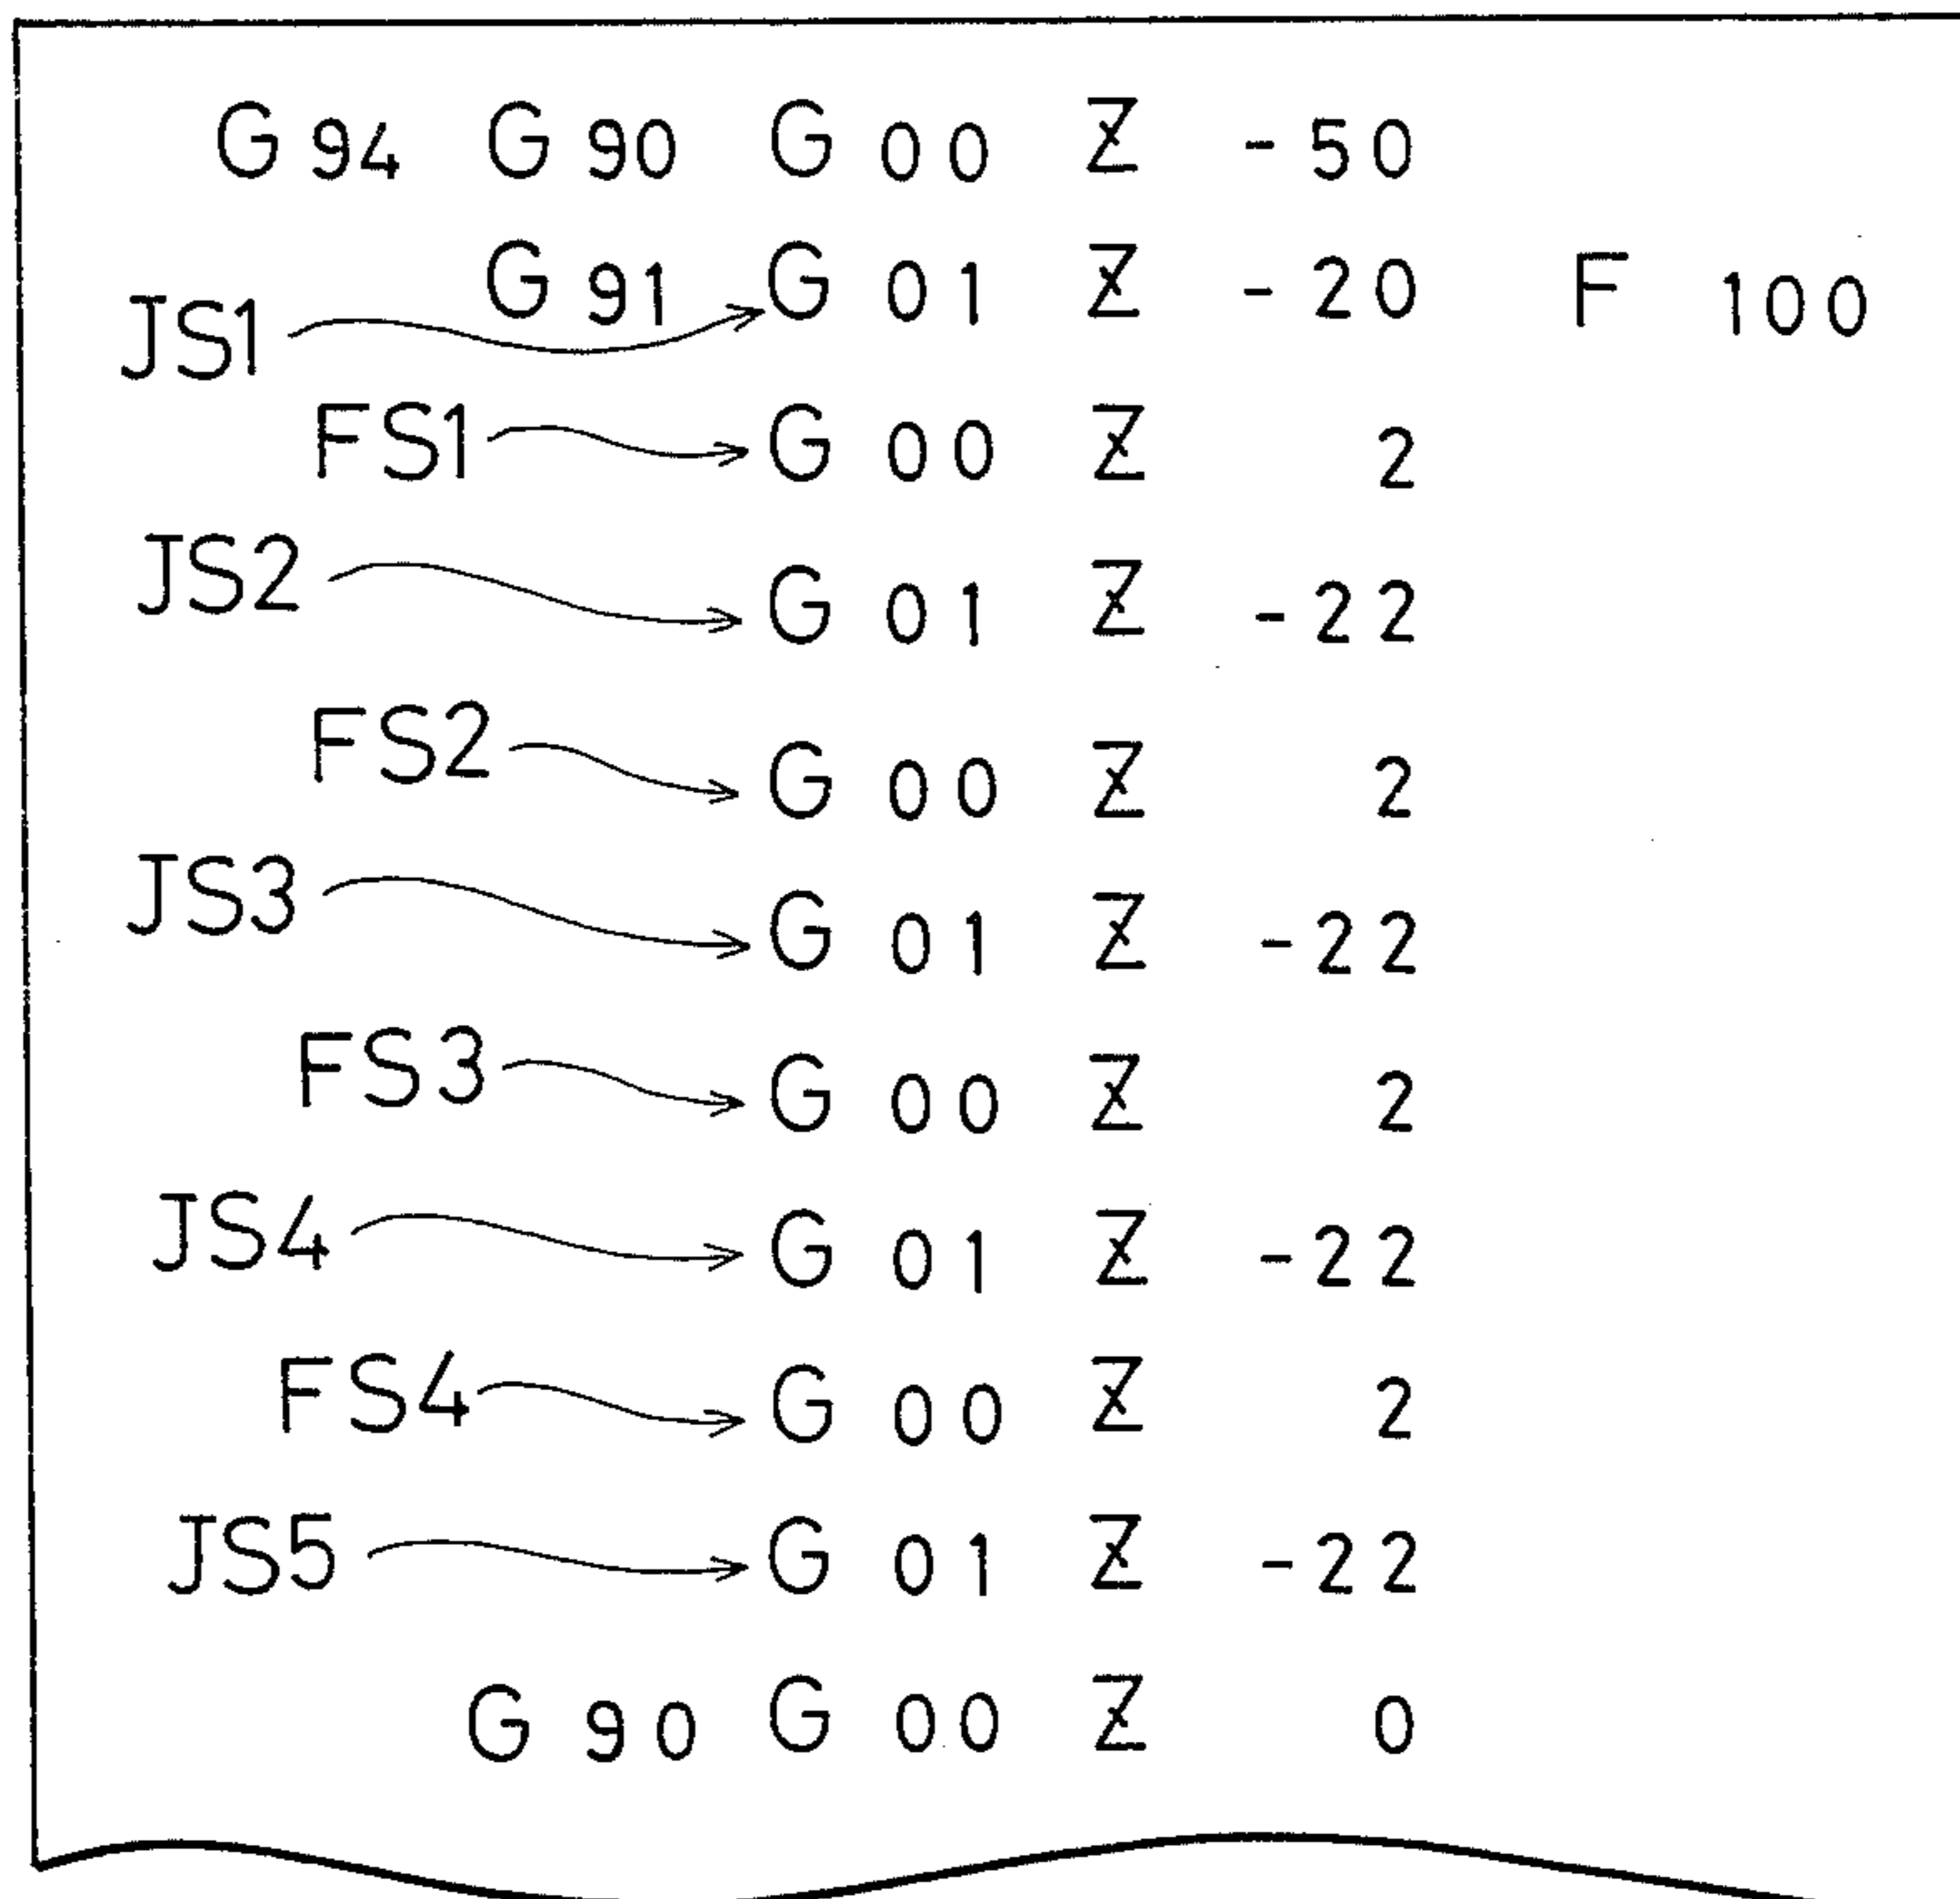 G 94 G 90 G 00 Z -50
G 91 G 01 Z -20 F 100
JS1
FS1 G 00 Z 2
JS2 G 01 Z -22
FS2 G 00 Z 2
JS3 G 01 Z -22
FS3 G 00 Z 2
JS4 G 01 Z -22
FS4 G 00 Z 2
JS5 G 01 Z -22
G 90 G 00 Z 0